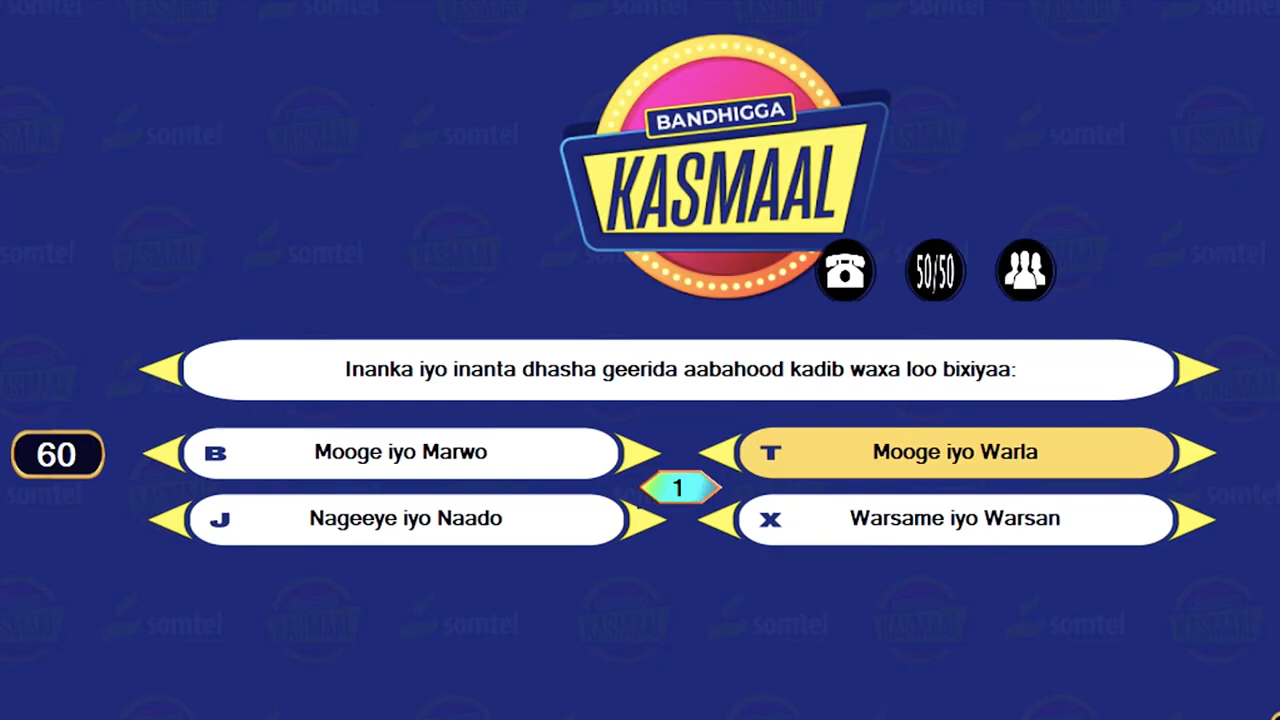 BANDHIGGA
KASMAAL
50/50
Inanka iyo inanta dhasha geerida aabahood kadib waxa loo bixiyaa:
60
B Mooge iyo Marwo
T Mooge iyo Warla
1
J Nageeye iyo Naado
X Warsame iyo Warsan
somtel